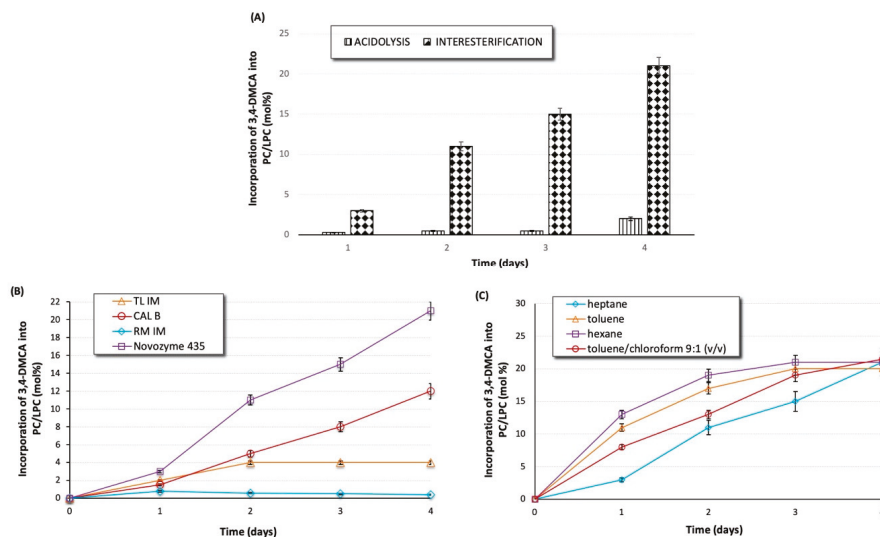 (A)
ACIDOLYSIS INTERESTERIFICATION
Incorporation of 3,4-DMCA into
PC/LPC (mol%)
25
20
15
10
5
0
1 2 3 4
Time (days)
(B)
TL IM
CAL B
RM IM
Novozyme 435
Incorporation of 3,4-DMCA into
PC/LPC (mol%)
22
20
18
16
14
12
10
8
6
4
2
0
0 1 2 3 4
Time (days)
(C)
heptane
toluene
hexane
toluene/chloroform 9:1 (v/v)
Incorporation of 3,4-DMCA into
PC/LPC (mol %)
30
25
20
15
10
5
0
0 1 2 3
Time (days)